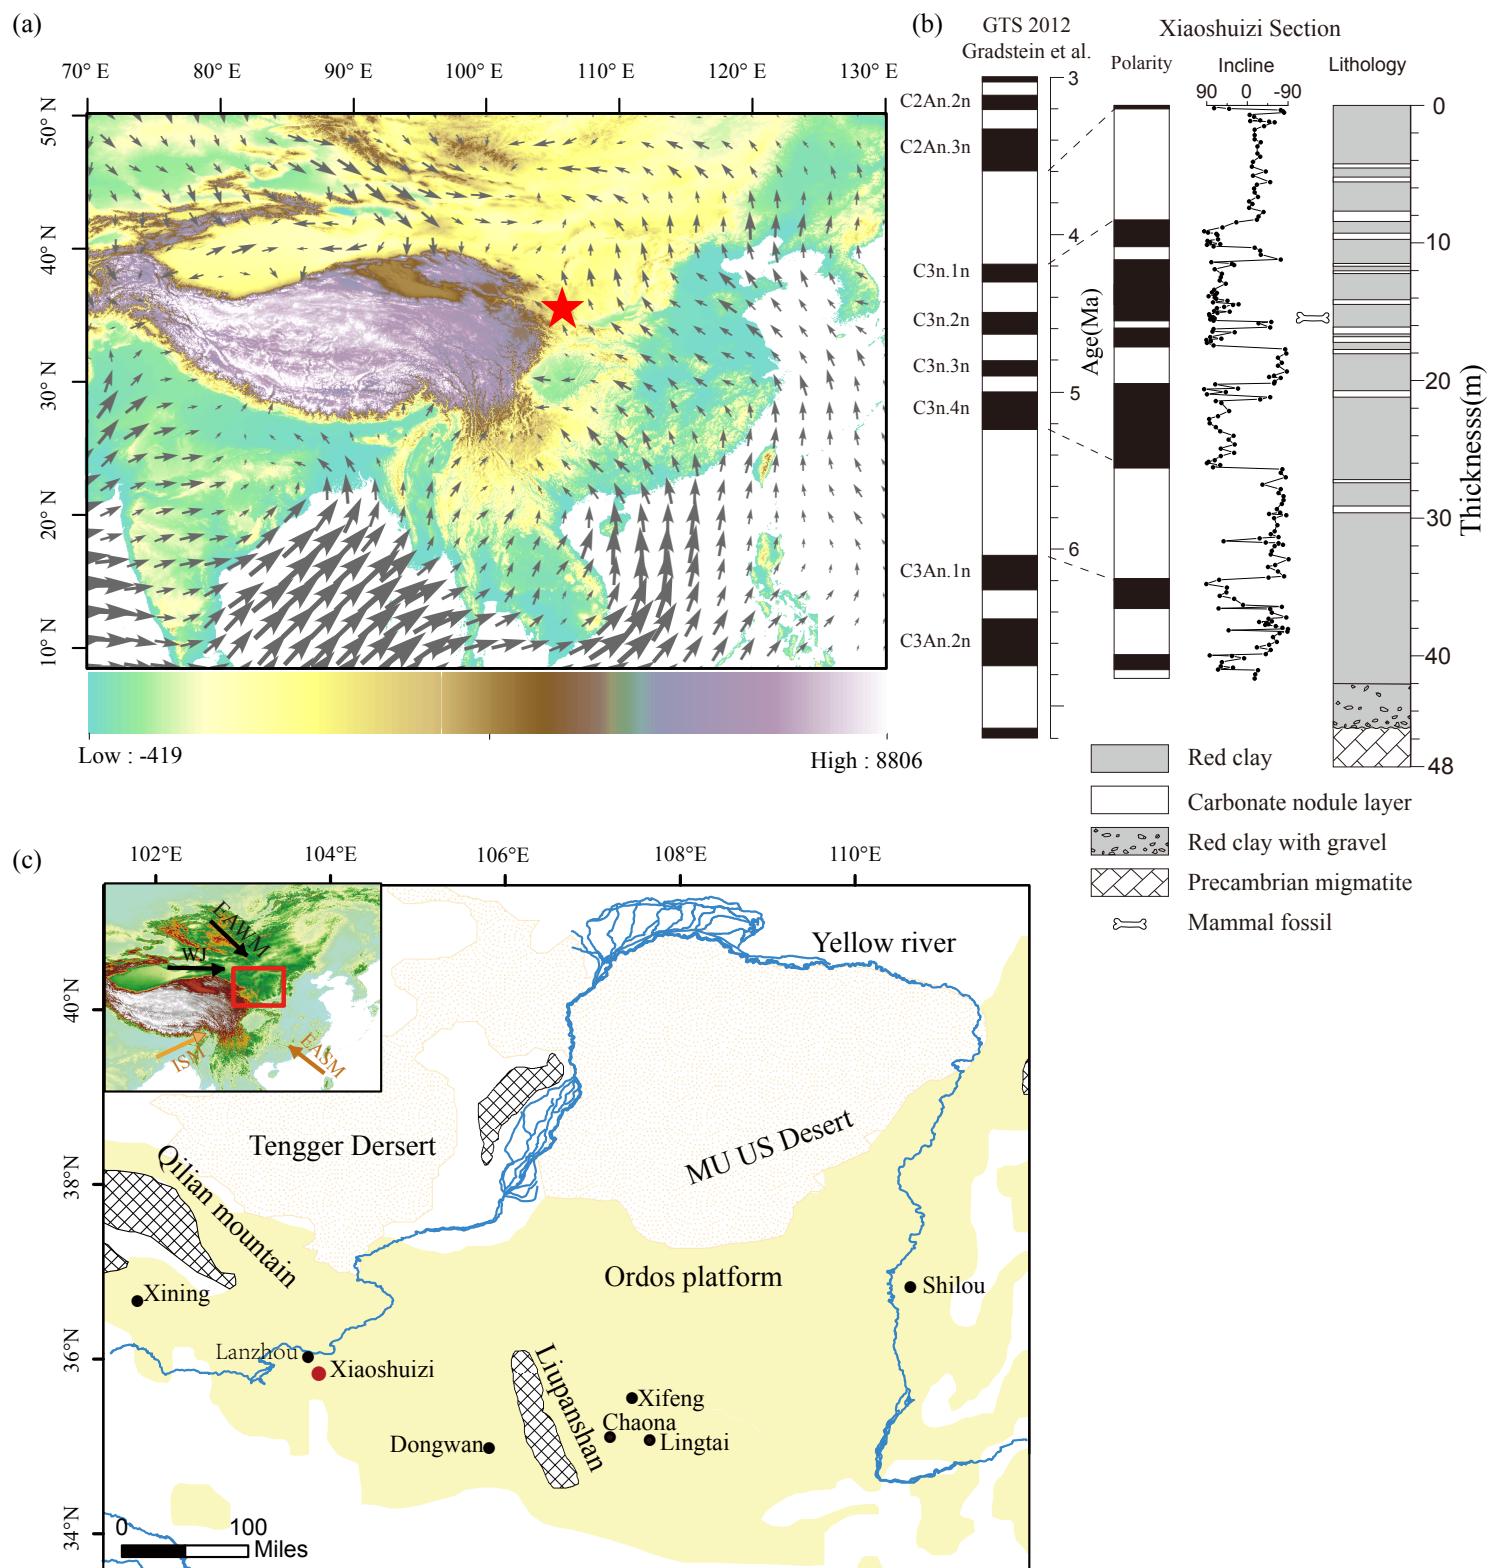 (a)
70° E 80° E 90° E 100° E 110° E 120° E 130° E
50° N
40° N
30° N
20° N
10° N
Low : -419
High : 8806
(b)
GTS 2012
Gradstein et al.
Xiaoshuizi Section
Polarity
Incline
Lithology
90 0 -90
C2An.2n
C2An.3n
C3n.1n
C3n.2n
C3n.3n
C3n.4n
C3An.1n
C3An.2n
3
4
5
6
Age(Ma)
0
10
20
30
40
48
Thicknesss(m)
Red clay
Carbonate nodule layer
Red clay with gravel
Precambrian migmatite
Mammal fossil
(c)
102°E 104°E 106°E 108°E 110°E
40°N
38°N
36°N
34°N
EAWM
WJ
ISM
EASM
Yellow river
Tengger Dersert
MU US Desert
Qilian mountain
Ordos platform
Xining
Shilou
Lanzhou
Xiaoshuizi
Liupanshan
Xifeng
Chaona
Dongwan
Lingtai
0 100
Miles